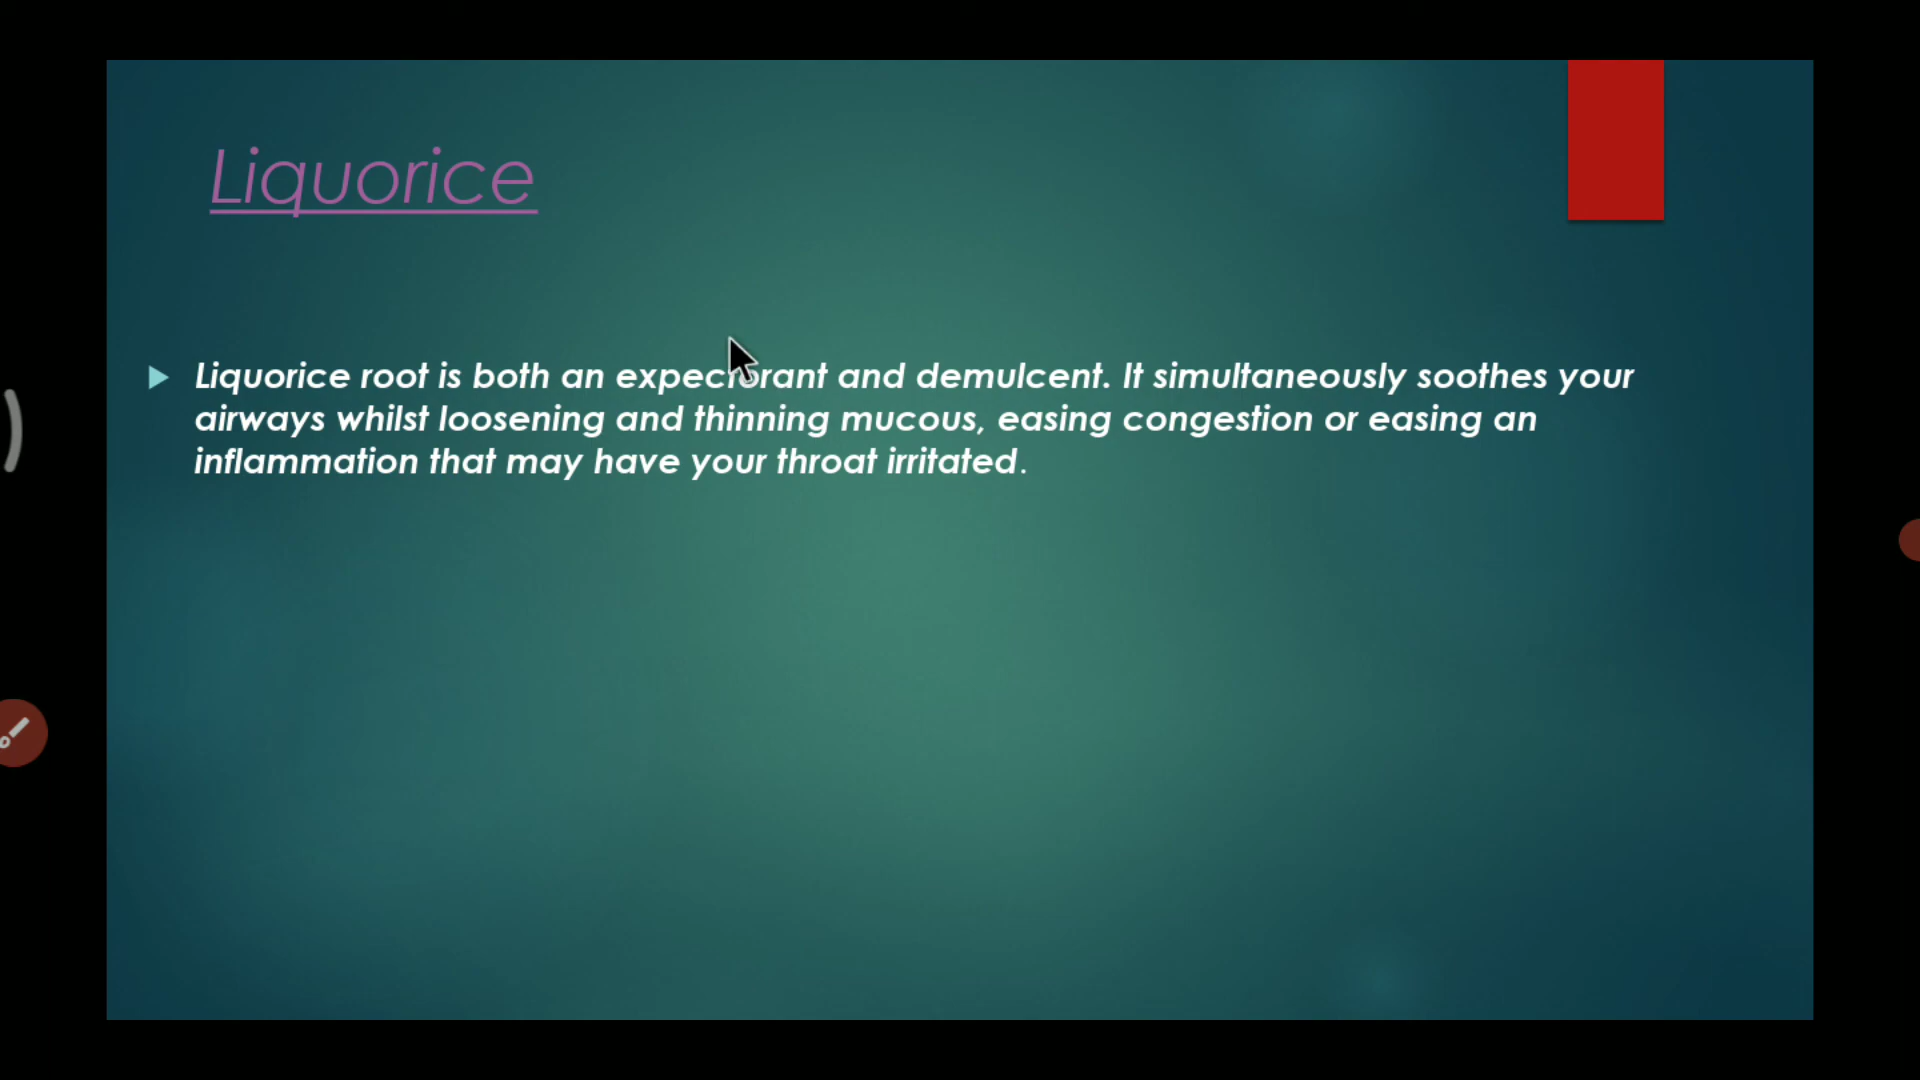 Liquorice
Liquorice root is both an expectorant and demulcent. It simultaneously soothes your
airways whilst loosening and thinning mucous, easing congestion or easing an
inflammation that may have your throat irritated.